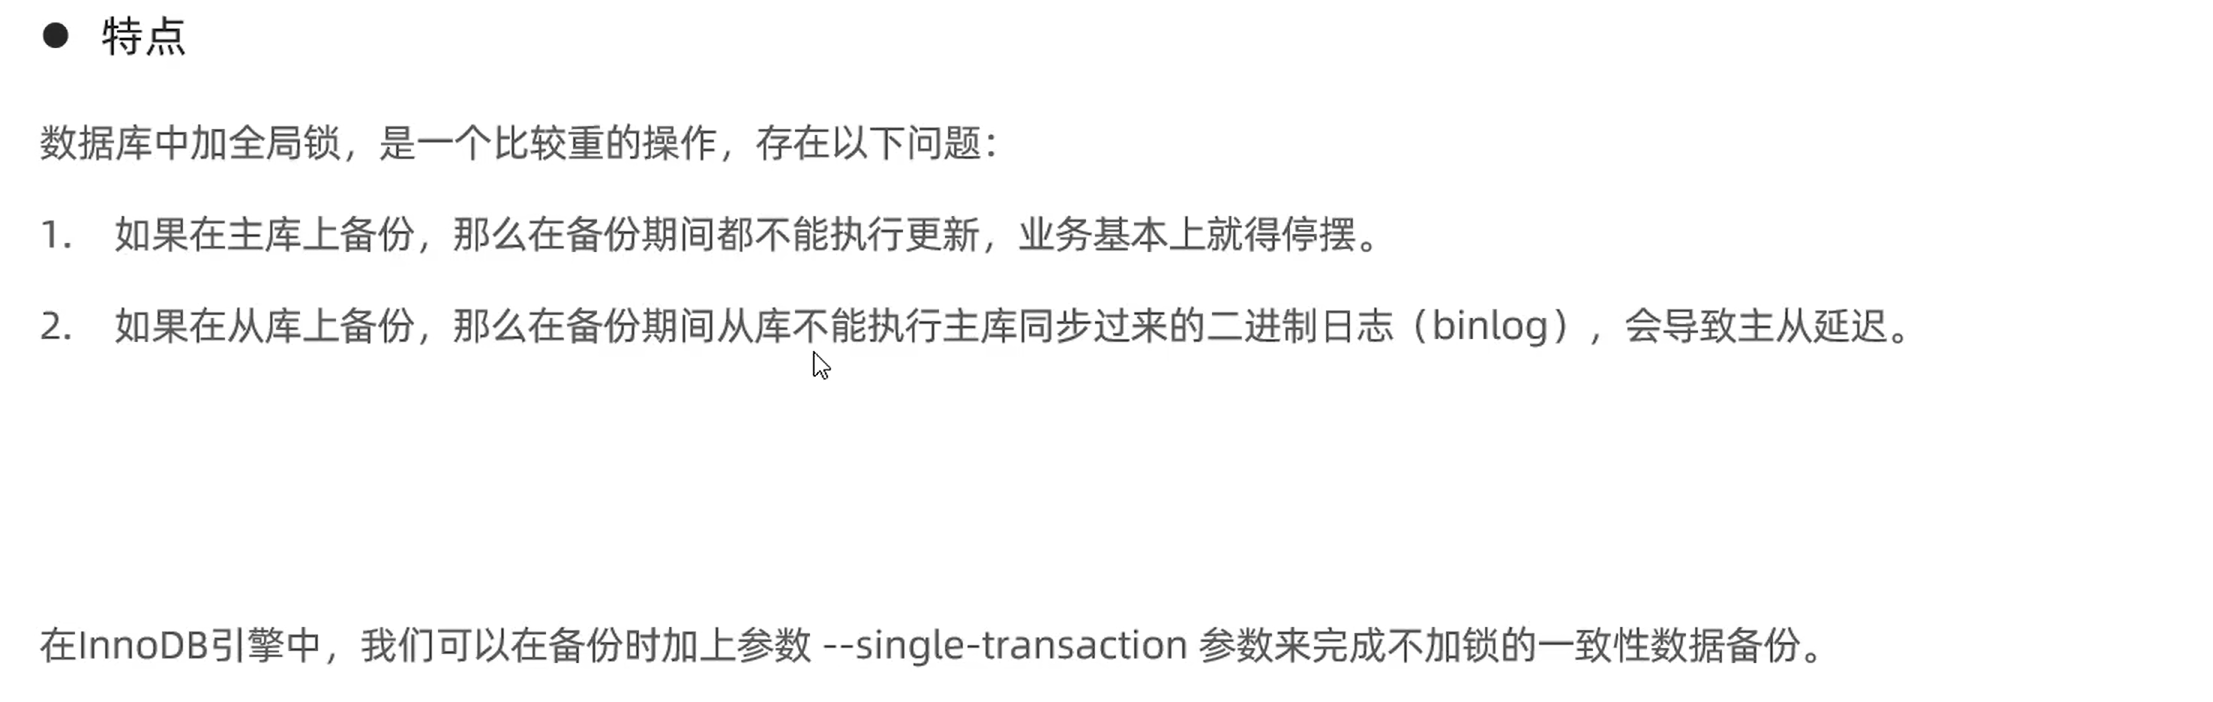 ● 特点
数据库中加全局锁，是一个比较重的操作，存在以下问题：
1. 如果在主库上备份，那么在备份期间都不能执行更新，业务基本上就得停摆。
2. 如果在从库上备份，那么在备份期间从库不能执行主库同步过来的二进制日志（binlog），会导致主从延迟。
在InnoDB引擎中，我们可以在备份时加上参数 --single-transaction 参数来完成不加锁的一致性数据备份。